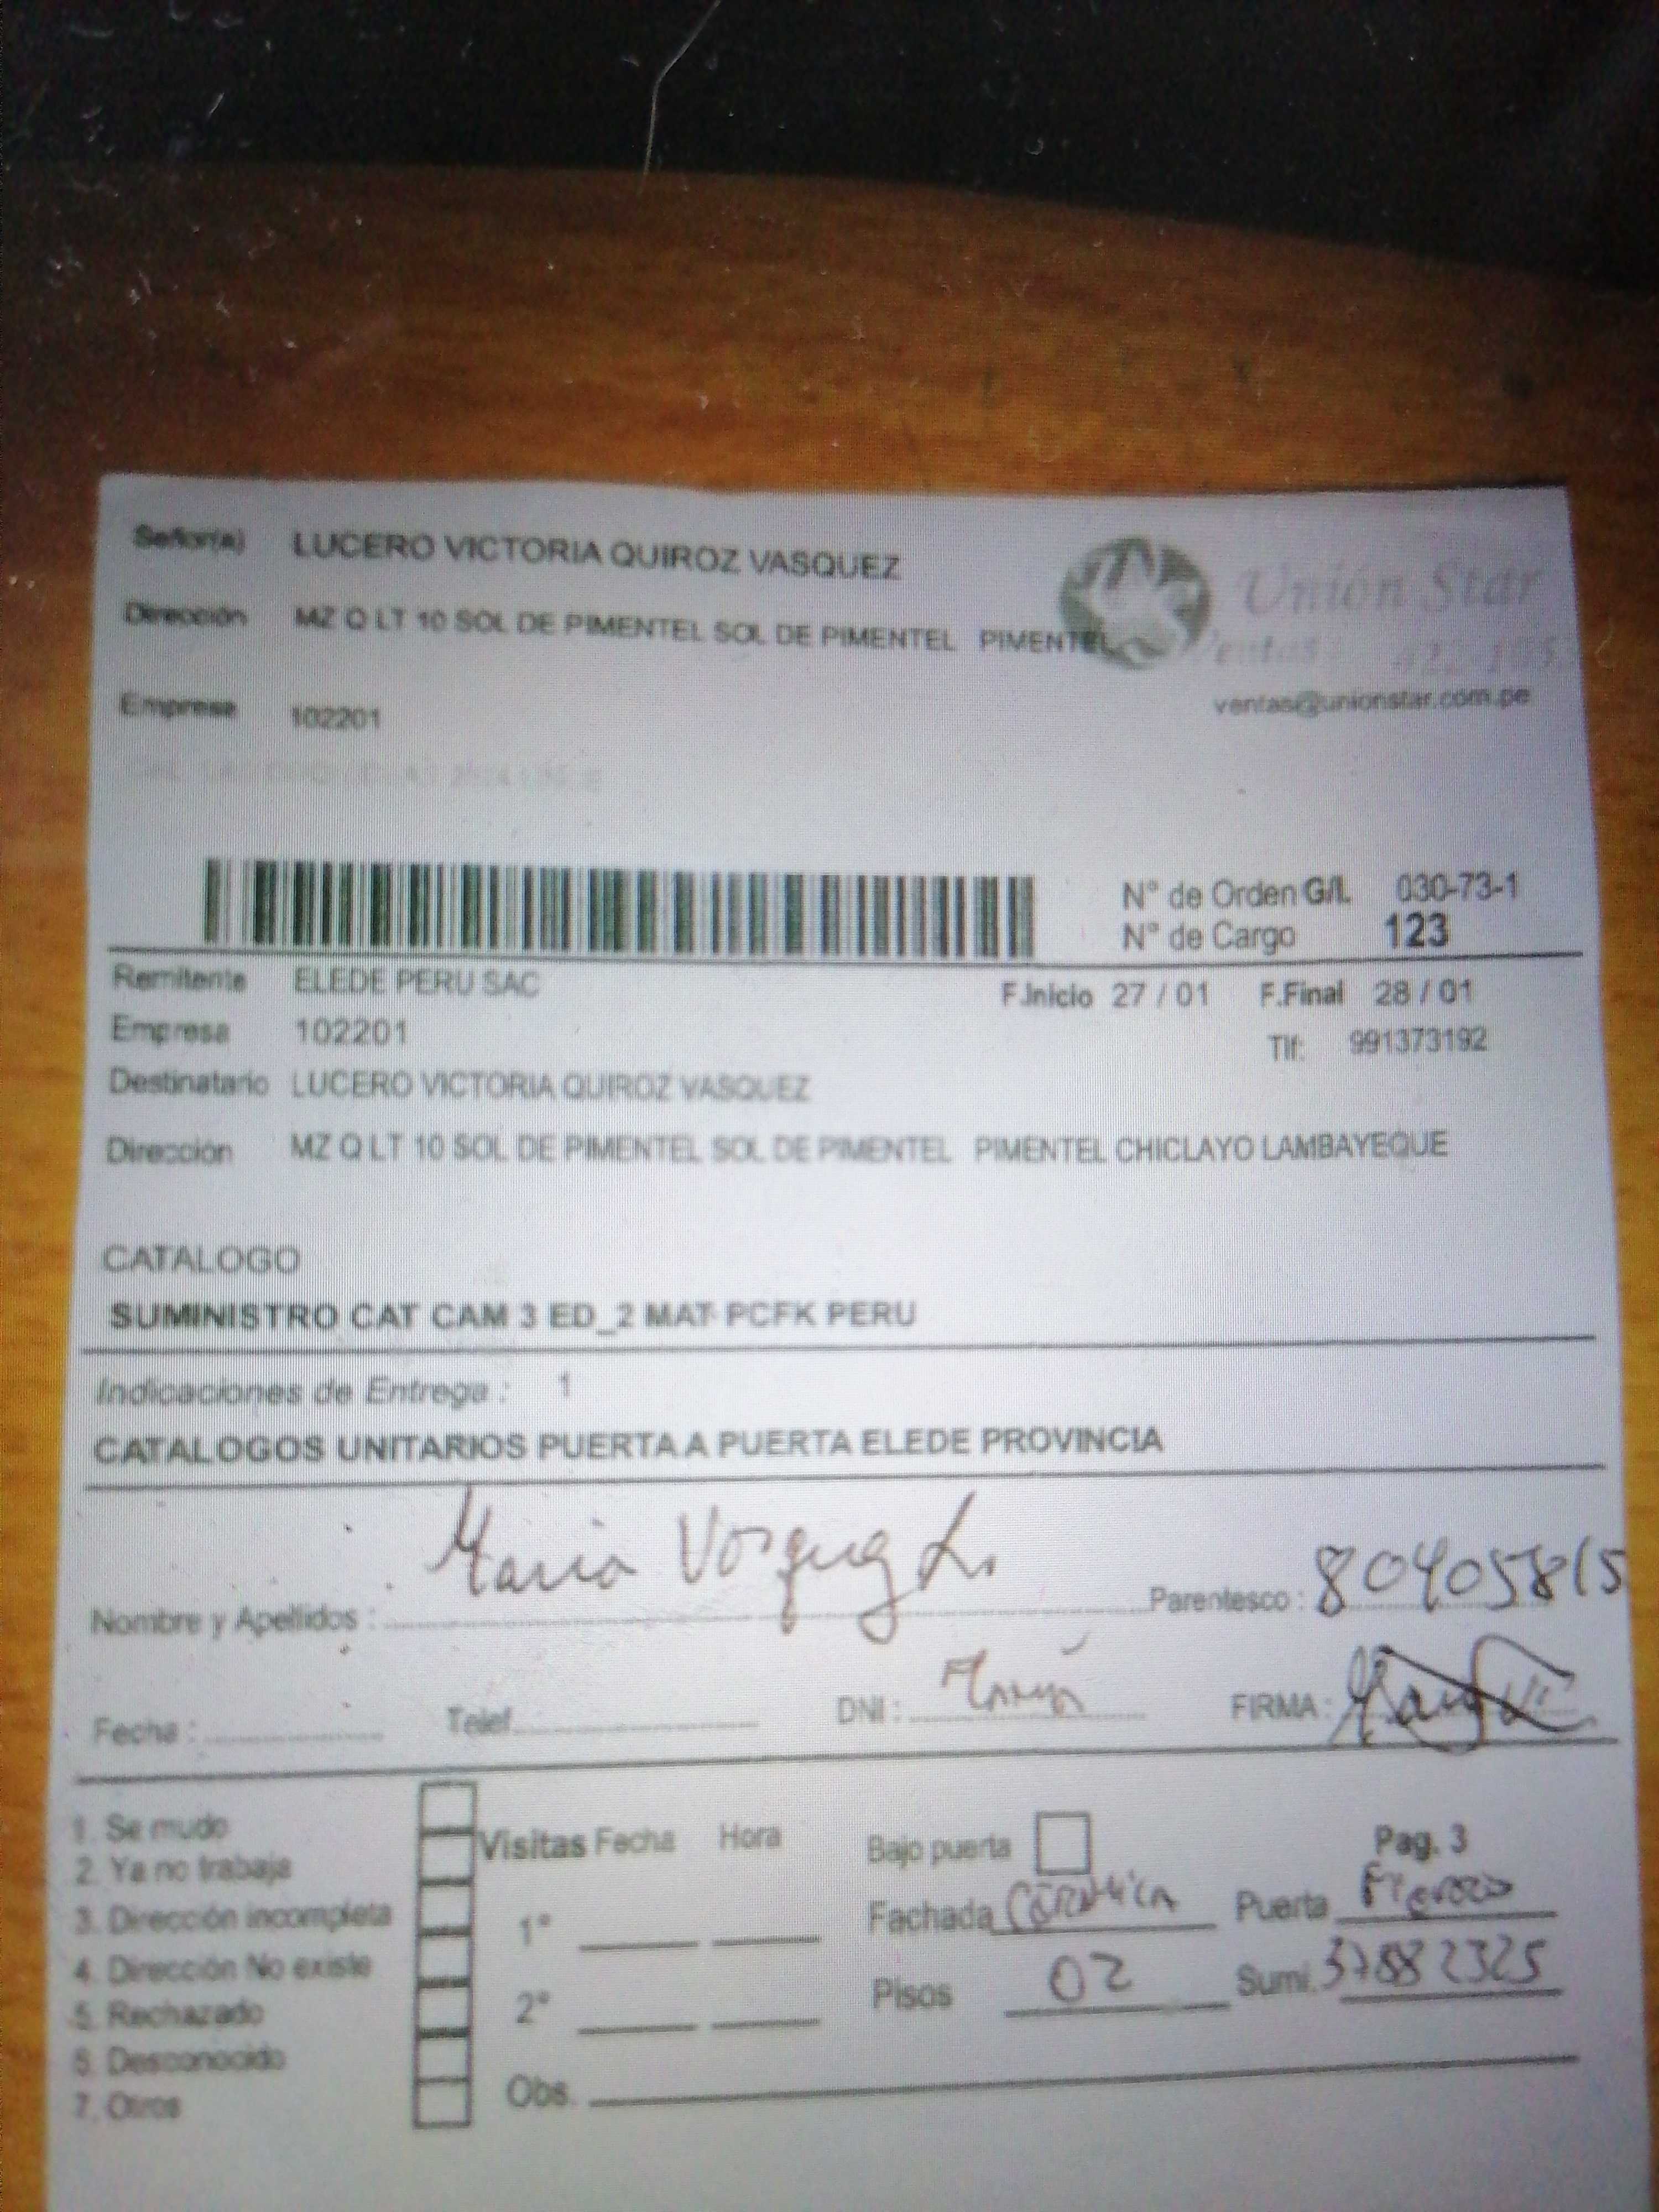 Señor(a) LUCERO VICTORIA QUIROZ VASQUEZ
Unión Star
Dirección MZ Q LT 10 SOL DE PIMENTEL SOL DE PIMENTEL PIMENTEL
Ventas
Empresa 102201
ventas@unionstar.com.pe
N° de Orden G/L 030-73-1
N° de Cargo 123
Remitente ELEDE PERU SAC
F.Inicio 27 / 01 F.Final 28 / 01
Empresa 102201
Tlf: 991373192
Destinatario LUCERO VICTORIA QUIROZ VASQUEZ
Dirección MZ Q LT 10 SOL DE PIMENTEL SOL DE PIMENTEL PIMENTEL CHICLAYO LAMBAYEQUE
CATALOGO
SUMINISTRO CAT CAM 3 ED_2 MAT- PCFK PERU
Indicaciones de Entrega : 1
CATALOGOS UNITARIOS PUERTA A PUERTA ELEDE PROVINCIA
Nombre y Apellidos : Maria Vasquez L. Parentesco : 80405815
Fecha : Telef. DNI : Mamá FIRMA :
1. Se mudo
2. Ya no trabaja
3. Dirección incompleta
4. Dirección No existe
5. Rechazado
6. Desconocido
7. Otros
Visitas Fecha Hora
1°
2°
Obs.
Bajo puerta Pag. 3
Fachada Ceramica Puerta
Pisos 02 Sumi. 37882325